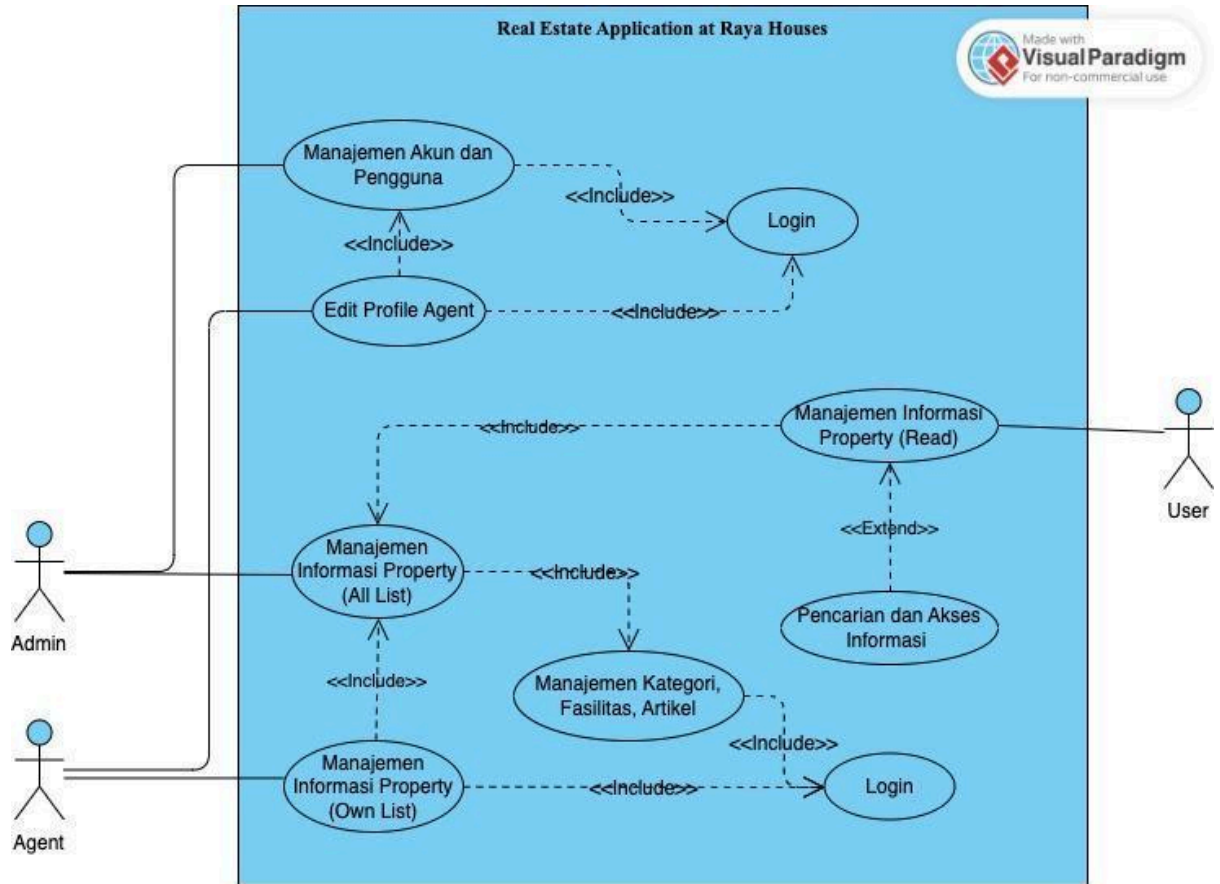 Real Estate Application at Raya Houses
Made with
Visual Paradigm
For non-commercial use
Manajemen Akun dan
Pengguna
<<Include>>
Login
<<Include>>
Edit Profile Agent
<<Include>>
Manajemen Informasi
Property (Read)
<<Include>>
User
<<Extend>>
Manajemen
Informasi Property
(All List)
<<Include>>
Pencarian dan Akses
Informasi
Admin
<<Include>>
Manajemen Kategori,
Fasilitas, Artikel
<<Include>>
Manajemen
Informasi Property
(Own List)
<<Include>>
Login
Agent